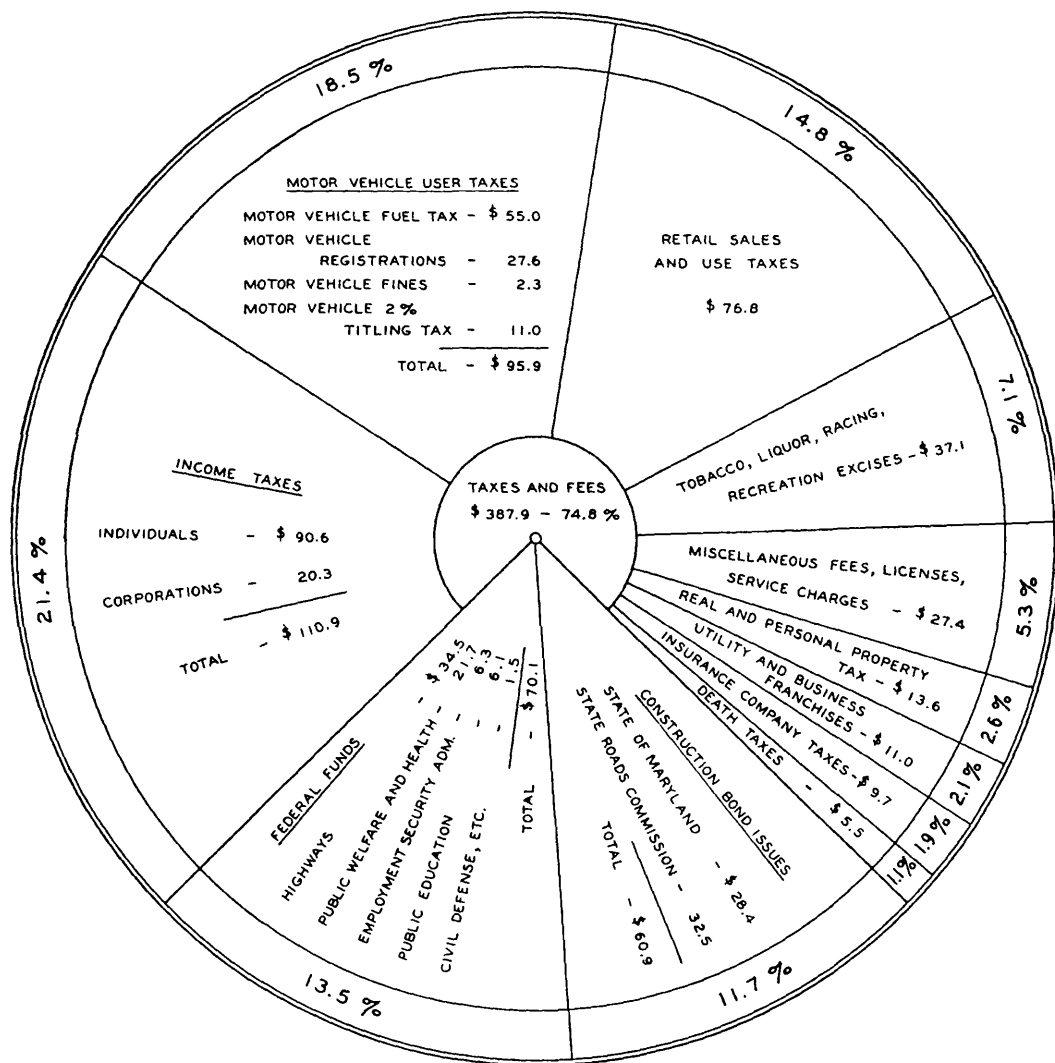 18.5 %
MOTOR VEHICLE USER TAXES
MOTOR VEHICLE FUEL TAX - $ 55.0
MOTOR VEHICLE
REGISTRATIONS - 27.6
MOTOR VEHICLE FINES - 2.3
MOTOR VEHICLE 2%
TITLING TAX - 11.0
TOTAL - $ 95.9
14.8 %
RETAIL SALES
AND USE TAXES
$ 76.8
7.1 %
TOBACCO, LIQUOR, RACING,
RECREATION EXCISES - $ 37.1
TAXES AND FEES
$ 387.9 - 74.8 %
MISCELLANEOUS FEES, LICENSES,
SERVICE CHARGES - $ 27.4
5.3 %
REAL AND PERSONAL PROPERTY
TAX - $ 13.6
2.6 %
UTILITY AND BUSINESS
FRANCHISES - $ 11.0
2.1 %
INSURANCE COMPANY TAXES - $ 9.7
1.9 %
DEATH TAXES - $ 5.5
1.1 %
CONSTRUCTION BOND ISSUES
STATE OF MARYLAND - $ 28.4
STATE ROADS COMMISSION - 32.5
TOTAL - $ 60.9
11.7 %
FEDERAL FUNDS
HIGHWAYS - $ 34.5
PUBLIC WELFARE AND HEALTH - 21.7
EMPLOYMENT SECURITY ADM. - 6.3
PUBLIC EDUCATION - 6.1
CIVIL DEFENSE, ETC. - 1.5
TOTAL - $ 70.1
13.5 %
INCOME TAXES
INDIVIDUALS - $ 90.6
CORPORATIONS - 20.3
TOTAL - $ 110.9
21.4 %